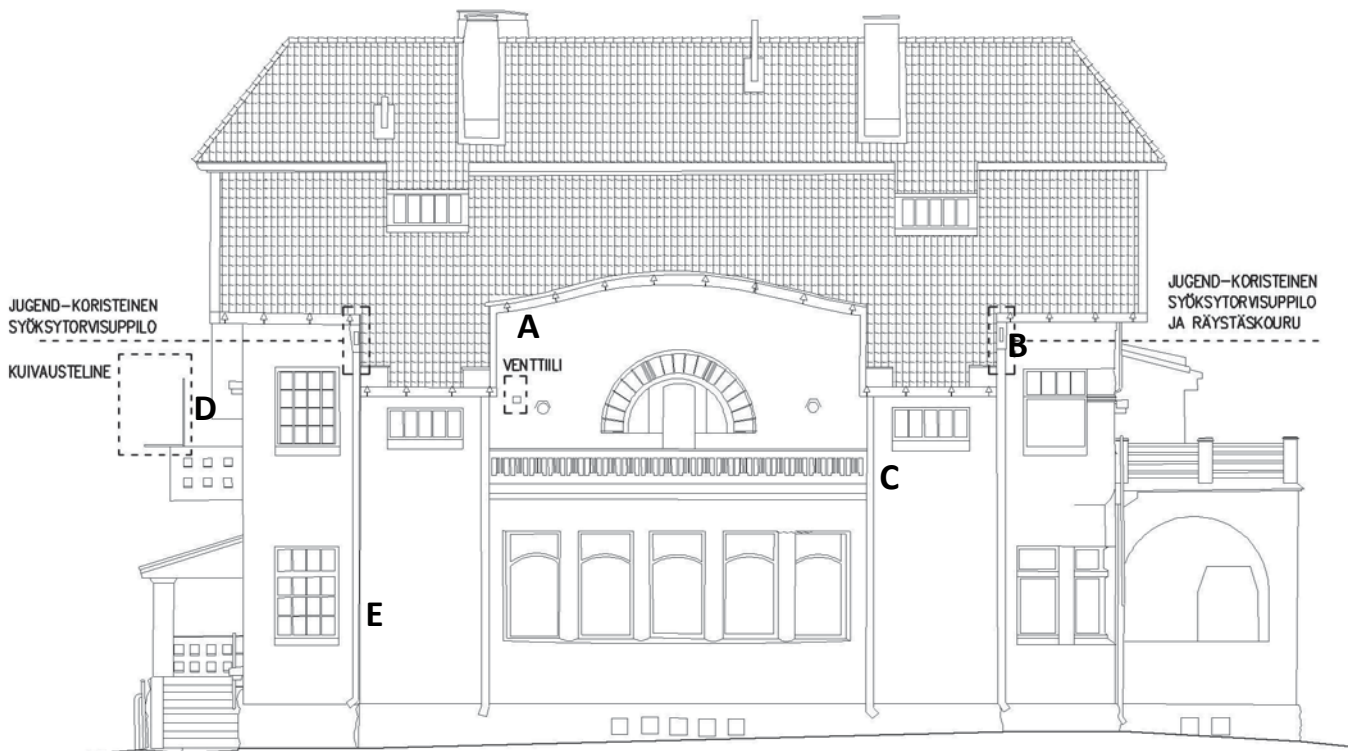 JUGEND-KORISTEINEN
SYÖKSYTORVISUPPILO
KUIVAUSTELINE
D
A
VENTTIILI
B
JUGEND-KORISTEINEN
SYÖKSYTORVISUPPILO
JA RÄYSTÄSKOURU
C
E